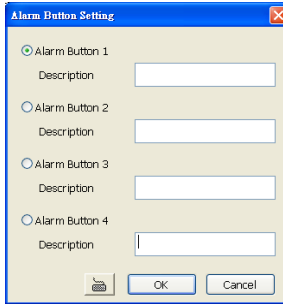 Alarm Button Setting
Alarm Button 1
Description
Alarm Button 2
Description
Alarm Button 3
Description
Alarm Button 4
Description
OK
Cancel